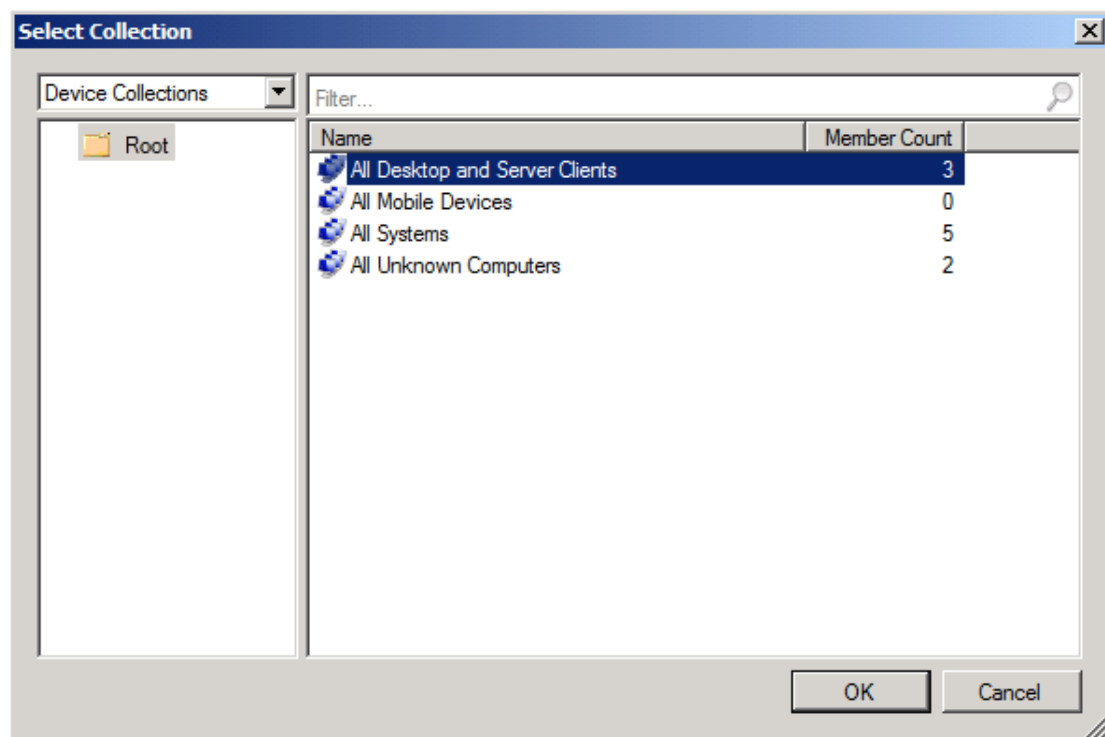 Select Collection
Device Collections
Filter...
Root
Name Member Count
All Desktop and Server Clients 3
All Mobile Devices 0
All Systems 5
All Unknown Computers 2
OK Cancel